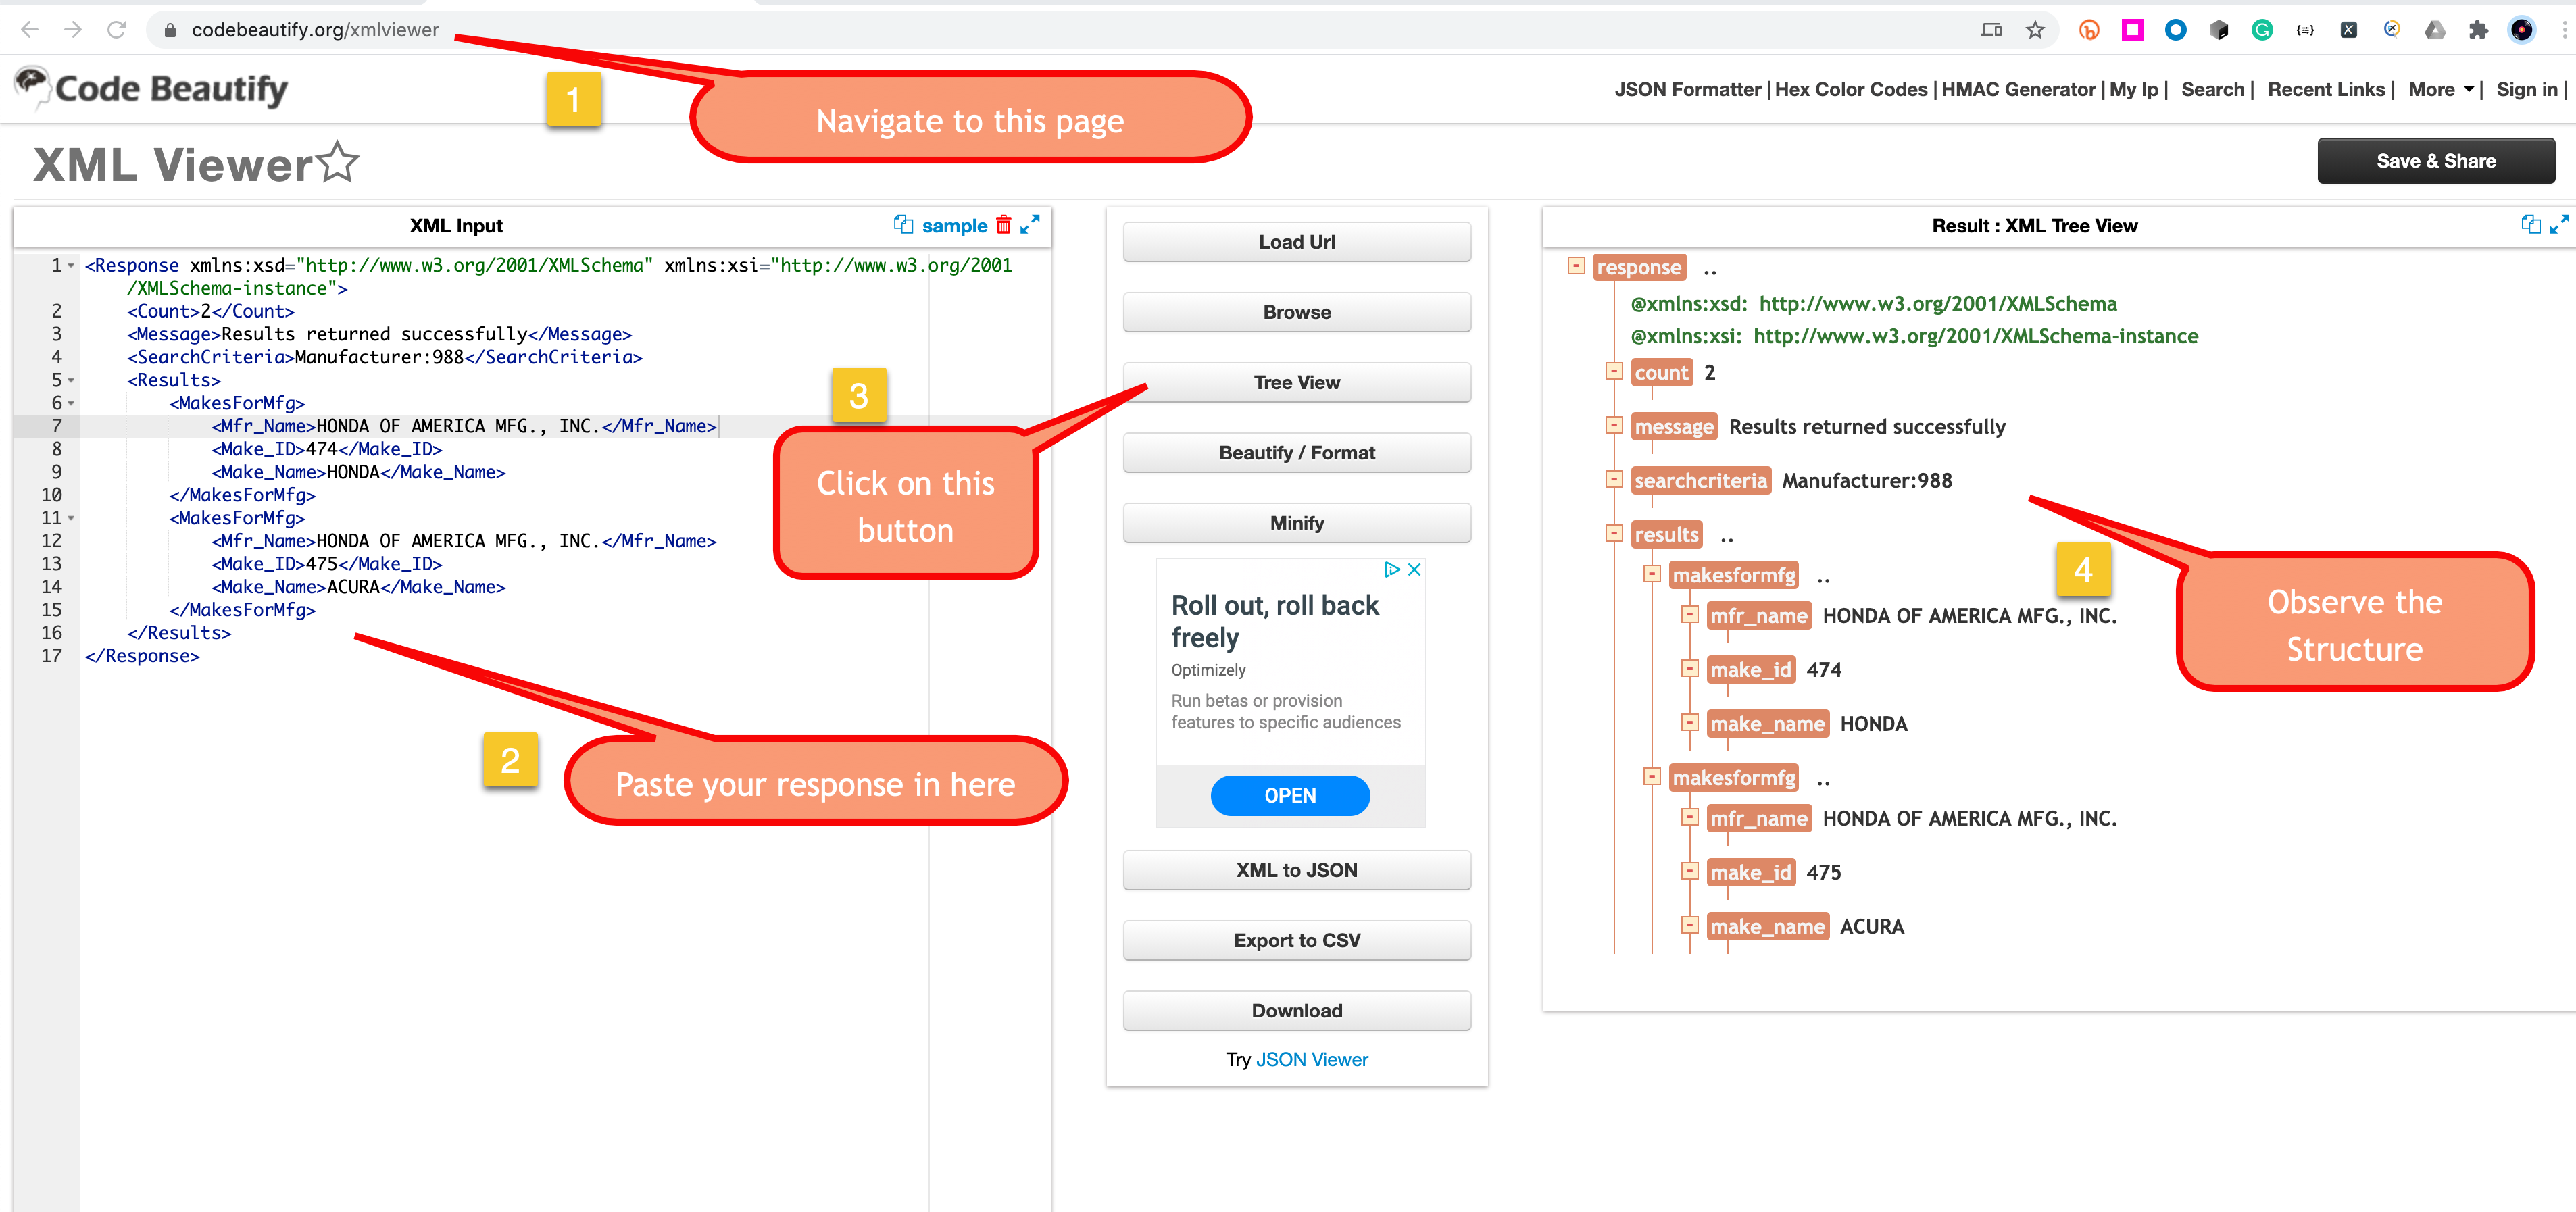 codebeautify.org/xmlviewer
Code Beautify
JSON Formatter | Hex Color Codes | HMAC Generator | My Ip | Search | Recent Links | More | Sign in |
1
Navigate to this page
XML Viewer
Save & Share
XML Input
sample
1 <Response xmlns:xsd="http://www.w3.org/2001/XMLSchema" xmlns:xsi="http://www.w3.org/2001
/XMLSchema-instance">
2 <Count>2</Count>
3 <Message>Results returned successfully</Message>
4 <SearchCriteria>Manufacturer:988</SearchCriteria>
5 <Results>
6 <MakesForMfg>
7 <Mfr_Name>HONDA OF AMERICA MFG., INC.</Mfr_Name>
8 <Make_ID>474</Make_ID>
9 <Make_Name>HONDA</Make_Name>
10 </MakesForMfg>
11 <MakesForMfg>
12 <Mfr_Name>HONDA OF AMERICA MFG., INC.</Mfr_Name>
13 <Make_ID>475</Make_ID>
14 <Make_Name>ACURA</Make_Name>
15 </MakesForMfg>
16 </Results>
17 </Response>
2
Paste your response in here
3
Click on this
button
Load Url
Browse
Tree View
Beautify / Format
Minify
Roll out, roll back
freely
Optimizely
Run betas or provision
features to specific audiences
OPEN
XML to JSON
Export to CSV
Download
Try JSON Viewer
Result : XML Tree View
response ..
@xmlns:xsd: http://www.w3.org/2001/XMLSchema
@xmlns:xsi: http://www.w3.org/2001/XMLSchema-instance
count 2
message Results returned successfully
searchcriteria Manufacturer:988
results ..
makesformfg ..
mfr_name HONDA OF AMERICA MFG., INC.
make_id 474
make_name HONDA
makesformfg ..
mfr_name HONDA OF AMERICA MFG., INC.
make_id 475
make_name ACURA
4
Observe the
Structure